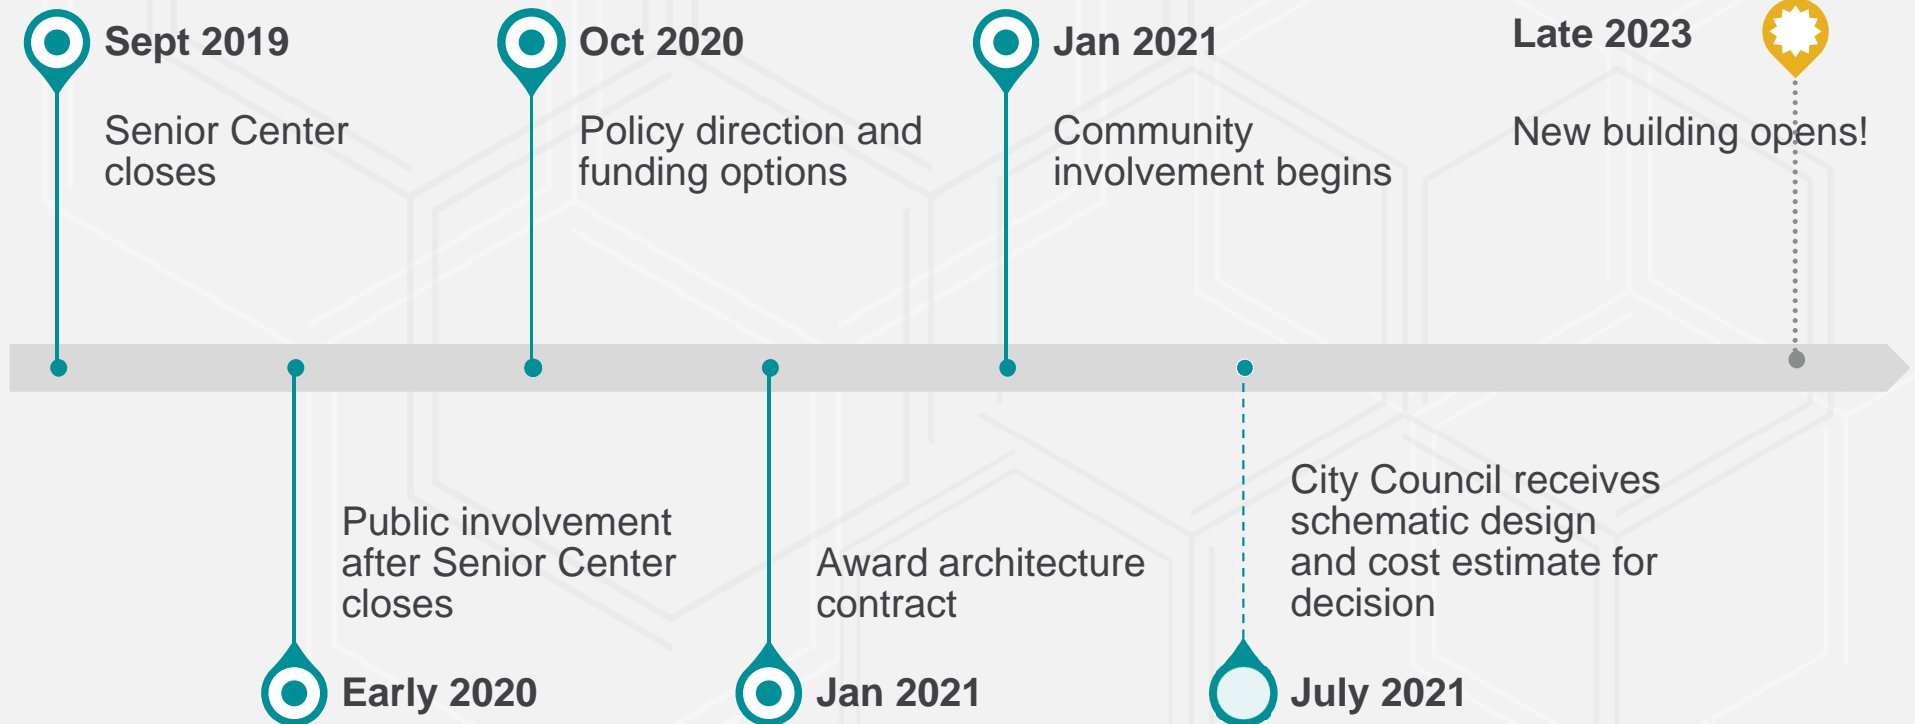 Sept 2019
Senior Center
closes
Oct 2020
Policy direction and
funding options
Jan 2021
Community
involvement begins
Late 2023
New building opens!
Public involvement
after Senior Center
closes
Early 2020
Award architecture
contract
Jan 2021
City Council receives
schematic design
and cost estimate for
decision
July 2021